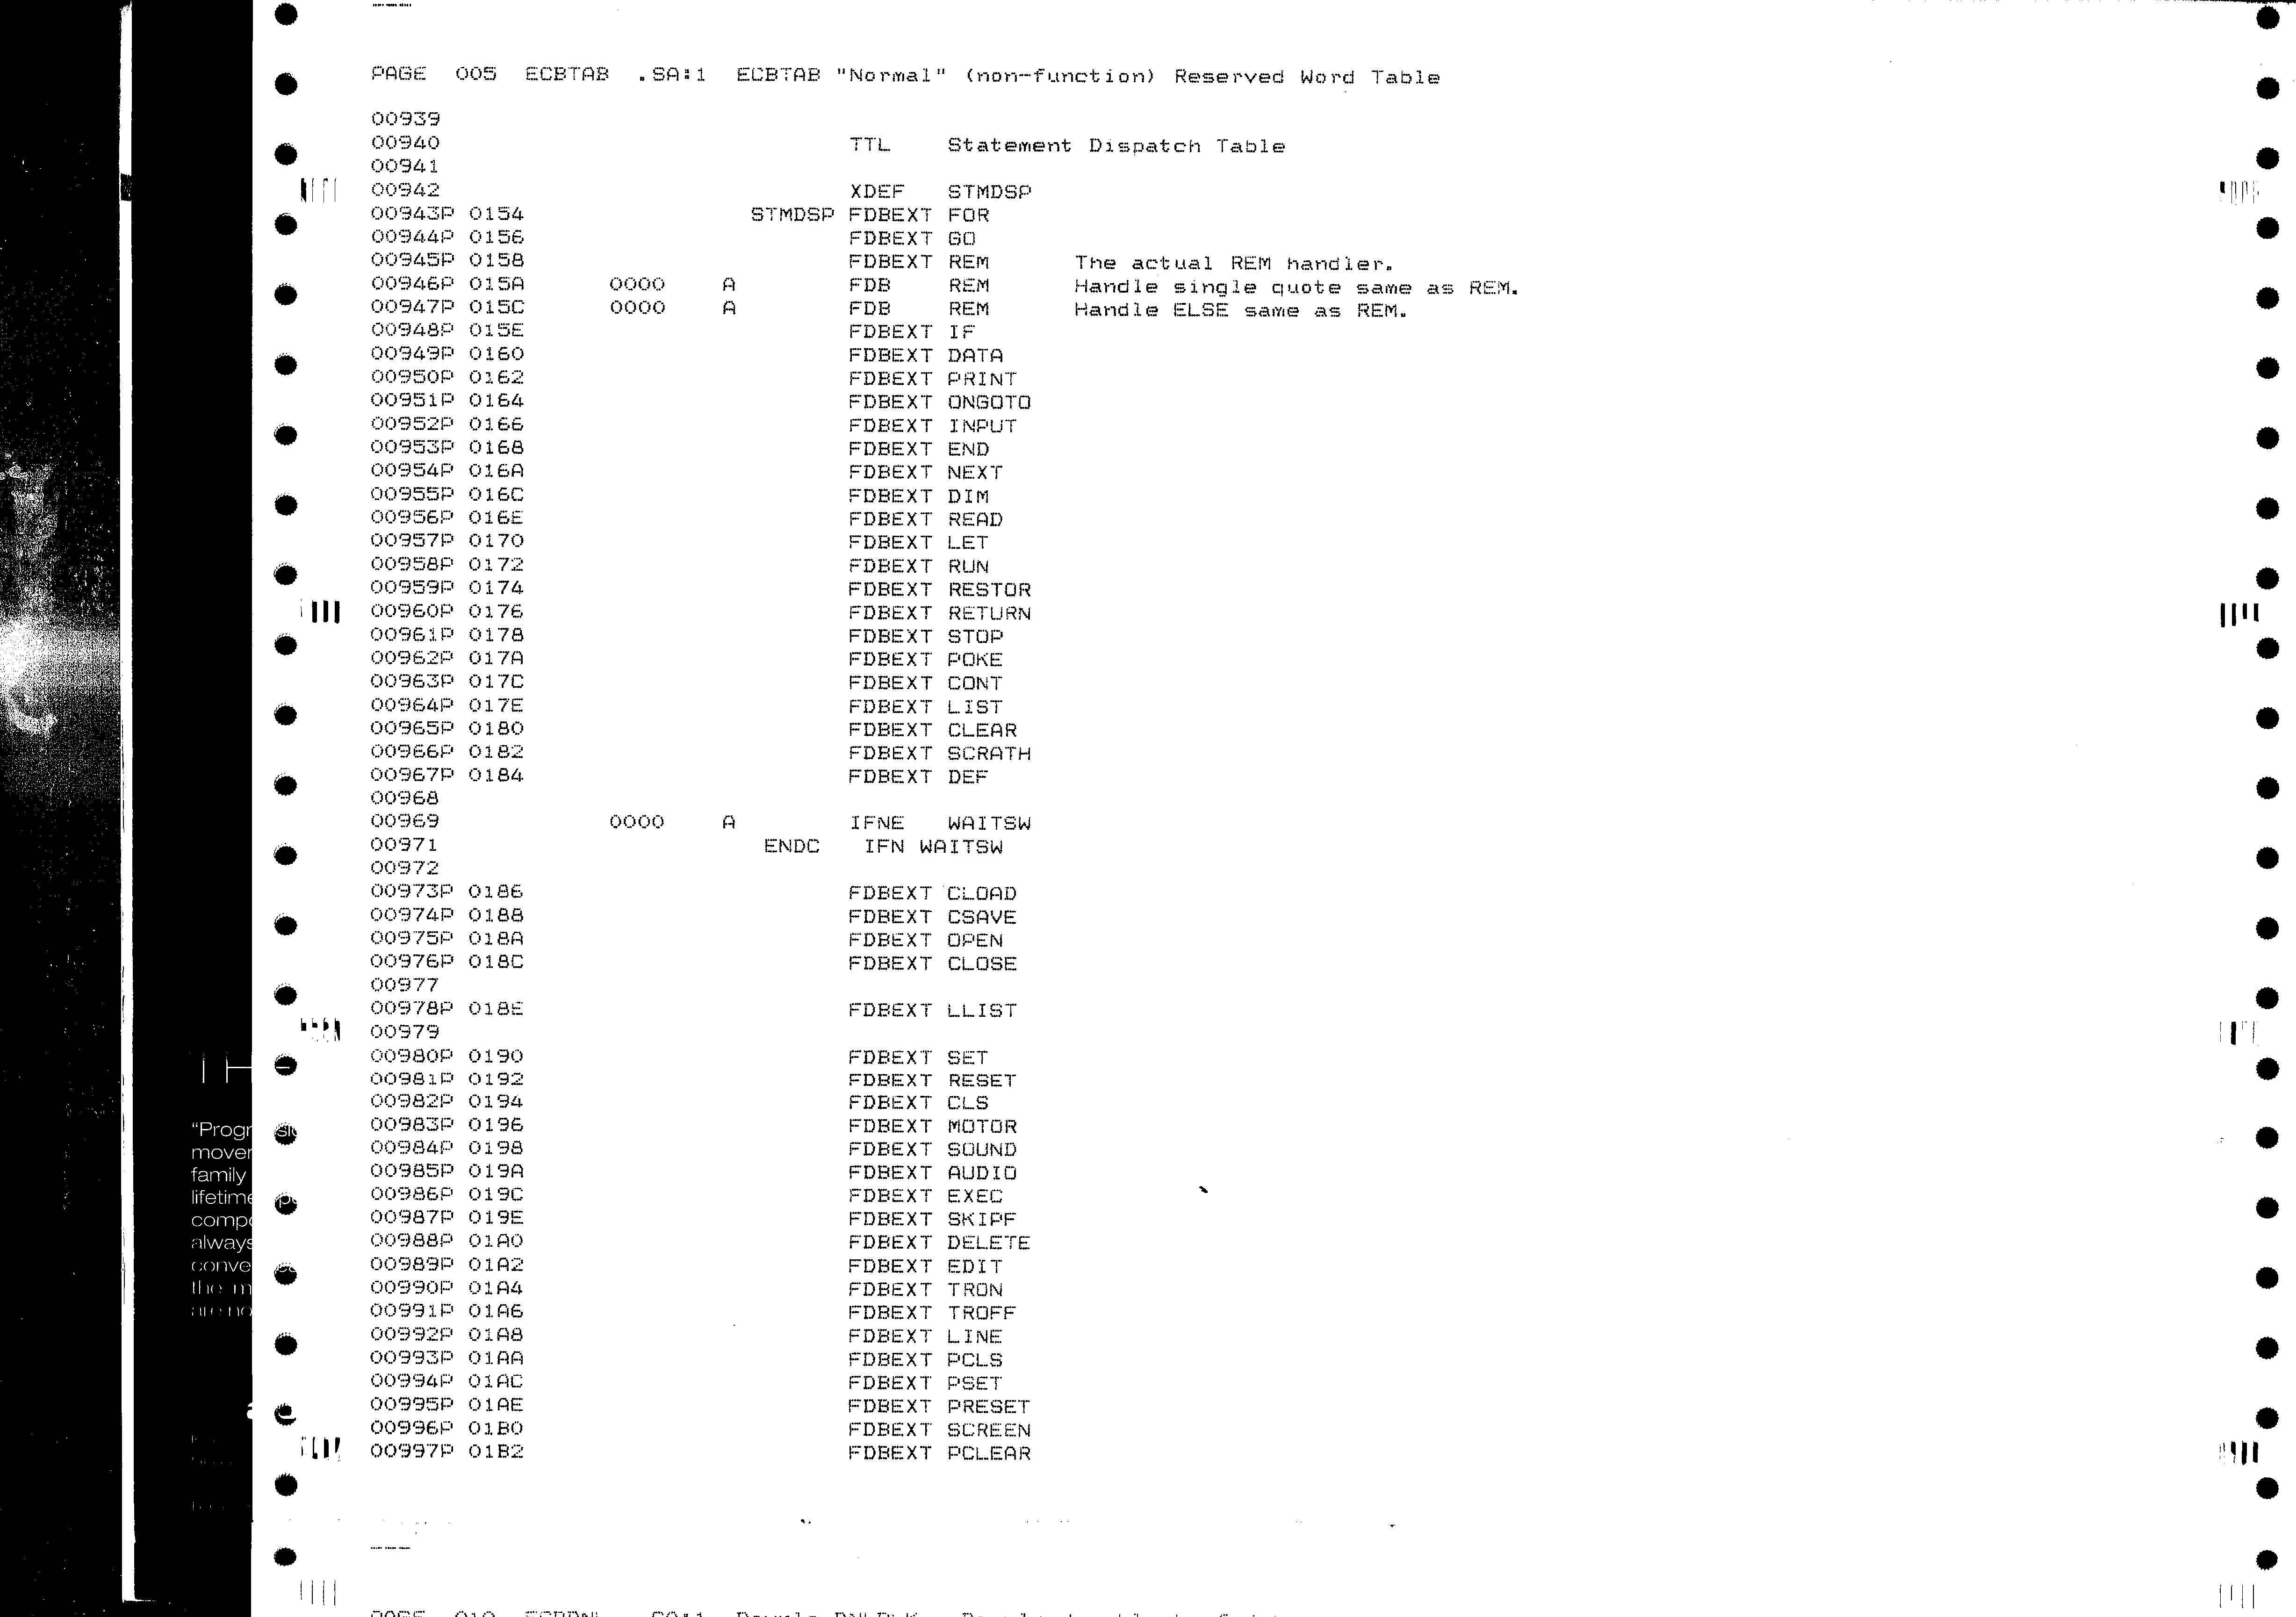 PAGE 005 ECBTAB .SA:1 ECBTAB "Normal" (non-function) Reserved Word Table
00939
00940 TTL Statement Dispatch Table
00941
00942 XDEF STMDSP
00943P 0154 STMDSP FDBEXT FOR
00944P 0156 FDBEXT GO
00945P 0158 FDBEXT REM The actual REM handler.
00946P 015A 0000 A FDB REM Handle single quote same as REM.
00947P 015C 0000 A FDB REM Handle ELSE same as REM.
00948P 015E FDBEXT IF
00949P 0160 FDBEXT DATA
00950P 0162 FDBEXT PRINT
00951P 0164 FDBEXT ONGOTO
00952P 0166 FDBEXT INPUT
00953P 0168 FDBEXT END
00954P 016A FDBEXT NEXT
00955P 016C FDBEXT DIM
00956P 016E FDBEXT READ
00957P 0170 FDBEXT LET
00958P 0172 FDBEXT RUN
00959P 0174 FDBEXT RESTOR
00960P 0176 FDBEXT RETURN
00961P 0178 FDBEXT STOP
00962P 017A FDBEXT POKE
00963P 017C FDBEXT CONT
00964P 017E FDBEXT LIST
00965P 0180 FDBEXT CLEAR
00966P 0182 FDBEXT SCRATH
00967P 0184 FDBEXT DEF
00968
00969 0000 A IFNE WAITSW
00971 ENDC IFN WAITSW
00972
00973P 0186 FDBEXT CLOAD
00974P 0188 FDBEXT CSAVE
00975P 018A FDBEXT OPEN
00976P 018C FDBEXT CLOSE
00977
00978P 018E FDBEXT LLIST
00979
00980P 0190 FDBEXT SET
00981P 0192 FDBEXT RESET
00982P 0194 FDBEXT CLS
00983P 0196 FDBEXT MOTOR
00984P 0198 FDBEXT SOUND
00985P 019A FDBEXT AUDIO
00986P 019C FDBEXT EXEC
00987P 019E FDBEXT SKIPF
00988P 01A0 FDBEXT DELETE
00989P 01A2 FDBEXT EDIT
00990P 01A4 FDBEXT TRON
00991P 01A6 FDBEXT TROFF
00992P 01A8 FDBEXT LINE
00993P 01AA FDBEXT PCLS
00994P 01AC FDBEXT PSET
00995P 01AE FDBEXT PRESET
00996P 01B0 FDBEXT SCREEN
00997P 01B2 FDBEXT PCLEAR
"Progr
mover
family
lifetime
compo
always
conve
the m
are no